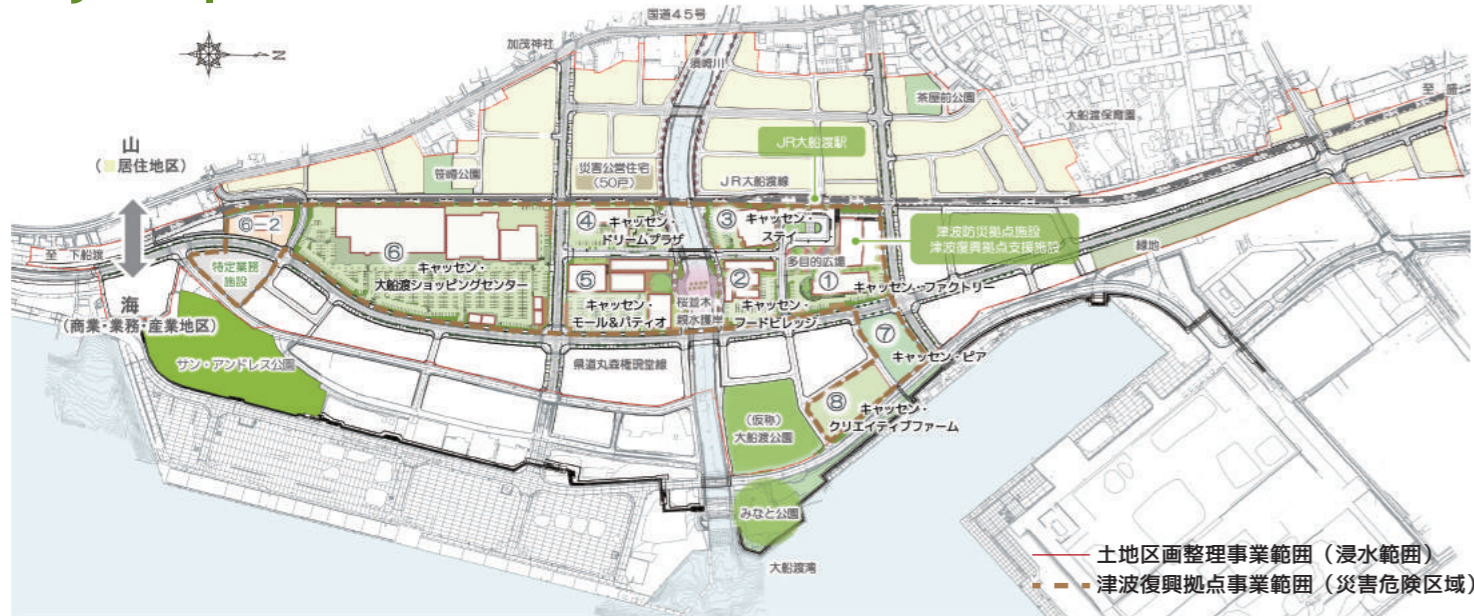 国道45号
加茂神社
須崎川
N
茶屋前公園
至 盛
大船渡保育園
JR大船渡駅
山
(居住地区)
笹崎公園
災害公営住宅
(50戸)
JR大船渡線
⑥-2
④
キャッセン・
ドリームプラザ
③
キャッセン・
ステイ
津波防災拠点施設
津波復興拠点支援施設
緑地
至 下船渡
特定業務
施設
⑥
キャッセン・
大船渡ショッピングセンター
⑤
キャッセン・
モール&パティオ
桜並木
親水護岸
②
キャッセン・
フードビレッジ
多目的広場
①
キャッセン・ファクトリー
海
(商業・業務・産業地区)
サン・アンドレス公園
県道丸森権現堂線
⑦
キャッセン・ピア
⑧
キャッセン・
クリエイティブファーム
(仮称)
大船渡公園
みなと公園
大船渡湾
土地区画整理事業範囲(浸水範囲)
津波復興拠点事業範囲(災害危険区域)